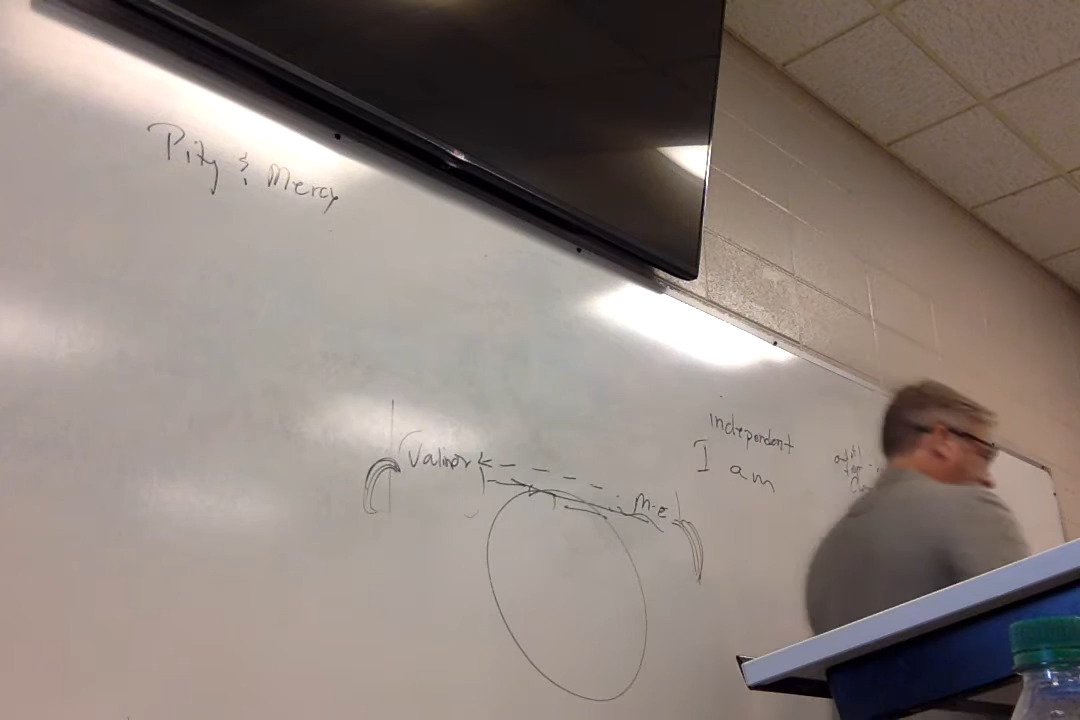 Pity & Mercy
Valinor
M-e
independent
I am